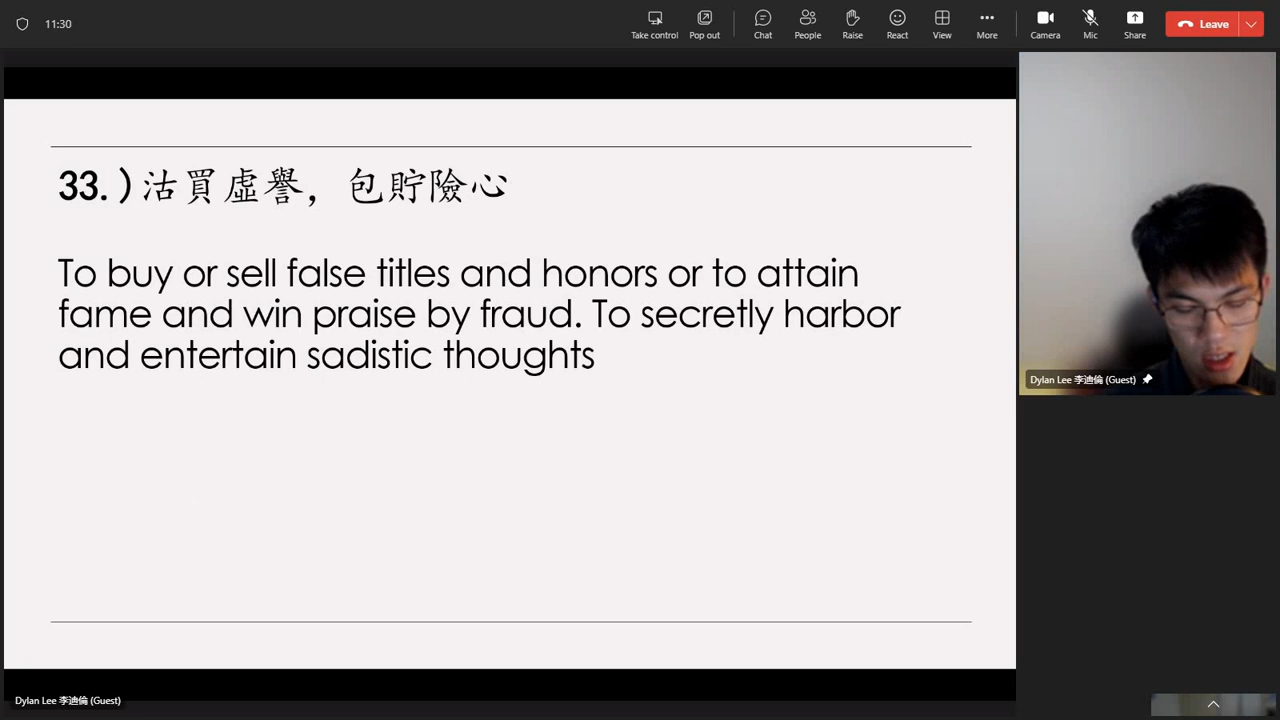 11:30
Take control
Pop out
Chat
People
Raise
React
View
More
Camera
Mic
Share
Leave
33.)沽買虛譽，包貯險心
To buy or sell false titles and honors or to attain
fame and win praise by fraud. To secretly harbor
and entertain sadistic thoughts
Dylan Lee 李迪倫 (Guest)
Dylan Lee 李迪倫 (Guest)